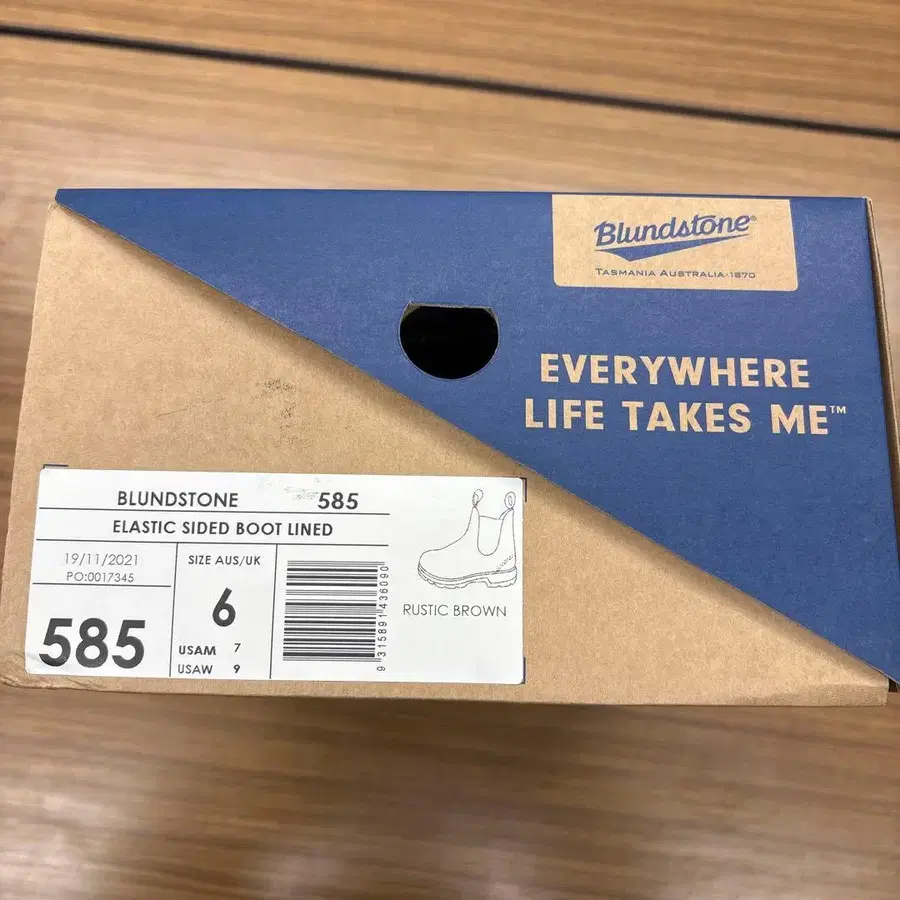 Blundstone®
TASMANIA AUSTRALIA·1870
EVERYWHERE
LIFE TAKES ME™
BLUNDSTONE 585
ELASTIC SIDED BOOT LINED
19/11/2021
PO:0017345
585
SIZE AUS/UK
6
USAM 7
USAW 9
9 315891 436090
RUSTIC BROWN